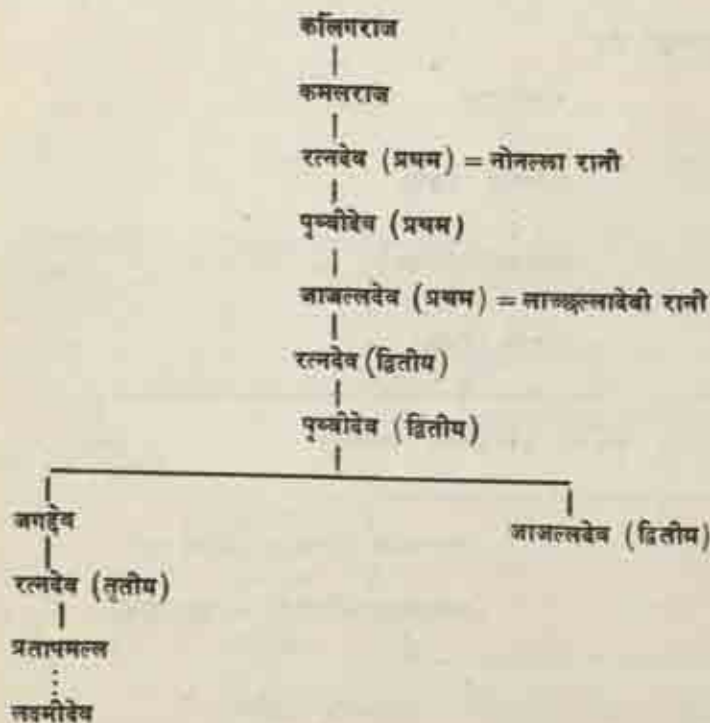 कलिंगराज
कमलराज
रत्नदेव (प्रथम) = नोनल्ला रानी
पृथ्वीदेव (प्रथम)
जाजल्लदेव (प्रथम) = लाच्छल्लादेवी रानी
रत्नदेव (द्वितीय)
पृथ्वीदेव (द्वितीय)
जगद्देव
जाजल्लदेव (द्वितीय)
रत्नदेव (तृतीय)
प्रतापमल्ल
लक्ष्मीदेव